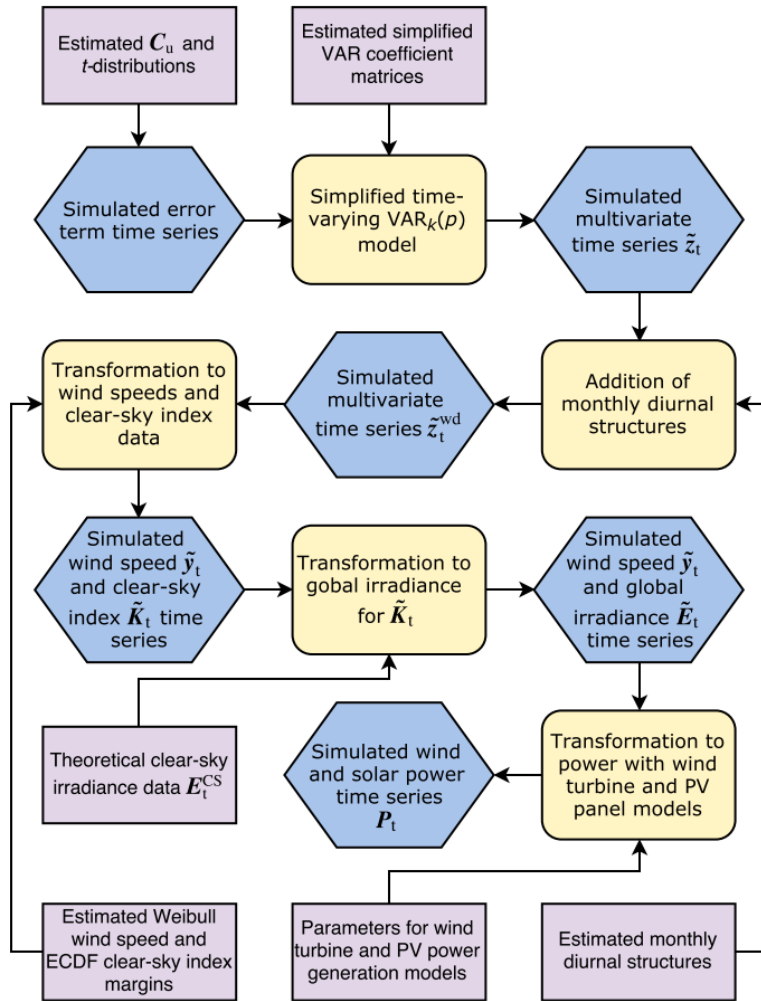 Estimated C_u and
t-distributions
Estimated simplified
VAR coefficient
matrices
Simulated error
term time series
Simplified time-
varying VAR_k(p)
model
Simulated
multivariate
time series z̃_t
Transformation to
wind speeds and
clear-sky index
data
Simulated
multivariate
time series z̃_t^wd
Addition of
monthly diurnal
structures
Simulated
wind speed ỹ_t
and clear-sky
index K̃_t time
series
Transformation to
gobal irradiance
for K̃_t
Simulated
wind speed ỹ_t
and global
irradiance Ẽ_t
time series
Theoretical clear-sky
irradiance data E_t^CS
Simulated wind
and solar power
time series
P_t
Transformation to
power with wind
turbine and PV
panel models
Estimated Weibull
wind speed and
ECDF clear-sky index
margins
Parameters for wind
turbine and PV power
generation models
Estimated monthly
diurnal structures